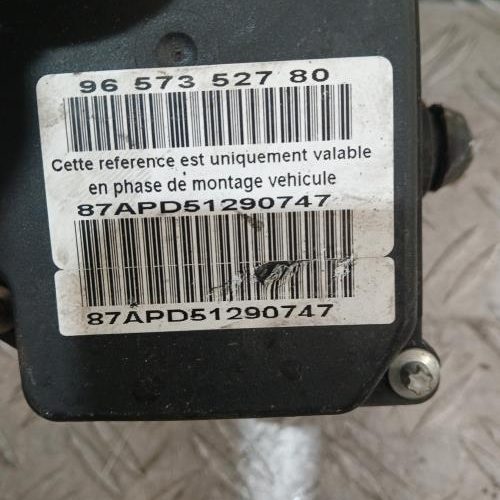 96 573 527 80
Cette reference est uniquement valable
en phase de montage vehicule
87APD51290747
87APD51290747